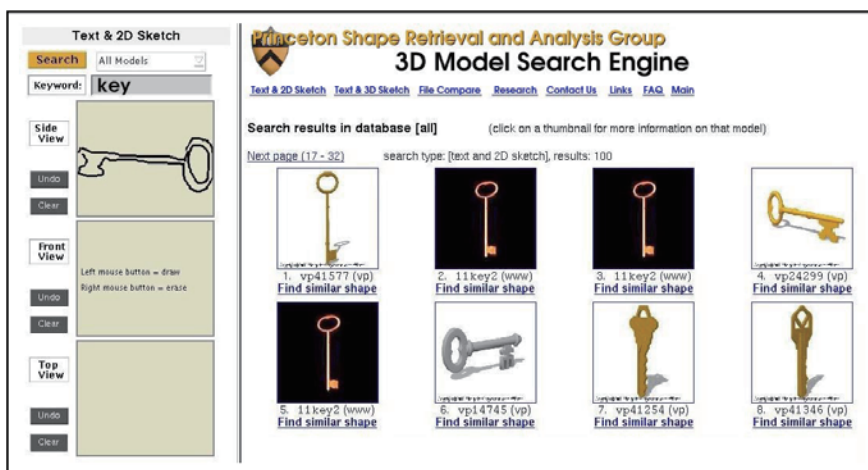 Text & 2D Sketch
Search
All Models
Keyword:
key
Side
View
Undo
Clear
Front
View
Left mouse button = draw
Right mouse button = erase
Undo
Clear
Top
View
Undo
Clear
Princeton Shape Retrieval and Analysis Group
3D Model Search Engine
Text & 2D Sketch Text & 3D Sketch File Compare Research Contact Us Links FAQ Main
Search results in database [all] (click on a thumbnail for more information on that model)
Next page (17 - 32) search type: [text and 2D sketch], results: 100
1. vp41577 (vp) 2. 11key2 (www) 3. 11key2 (www) 4. vp24299 (vp)
Find similar shape Find similar shape Find similar shape Find similar shape
5. 11key2 (www) 6. vp14745 (vp) 7. vp41254 (vp) 8. vp41346 (vp)
Find similar shape Find similar shape Find similar shape Find similar shape